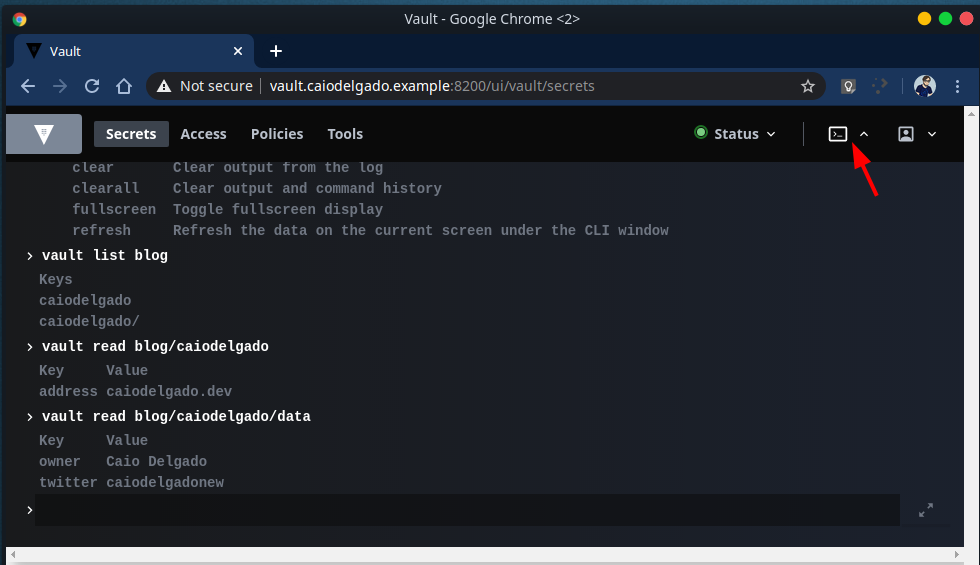 Vault - Google Chrome <2>
Vault
Not secure vault.caiodelgado.example:8200/ui/vault/secrets
Secrets Access Policies Tools Status
clear Clear output from the log
clearall Clear output and command history
fullscreen Toggle fullscreen display
refresh Refresh the data on the current screen under the CLI window
> vault list blog
Keys
caiodelgado
caiodelgado/
> vault read blog/caiodelgado
Key Value
address caiodelgado.dev
> vault read blog/caiodelgado/data
Key Value
owner Caio Delgado
twitter caiodelgadonew
>